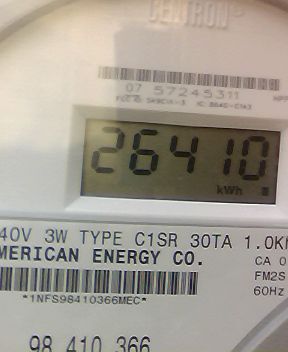 CENTRON
07 57245311
26410
kWh
40V 3W TYPE C1SR 30TA 1.0K
MERICAN ENERGY CO.
CA 0
FM2S
60Hz
*1NFS98410366MEC*
98 410 366